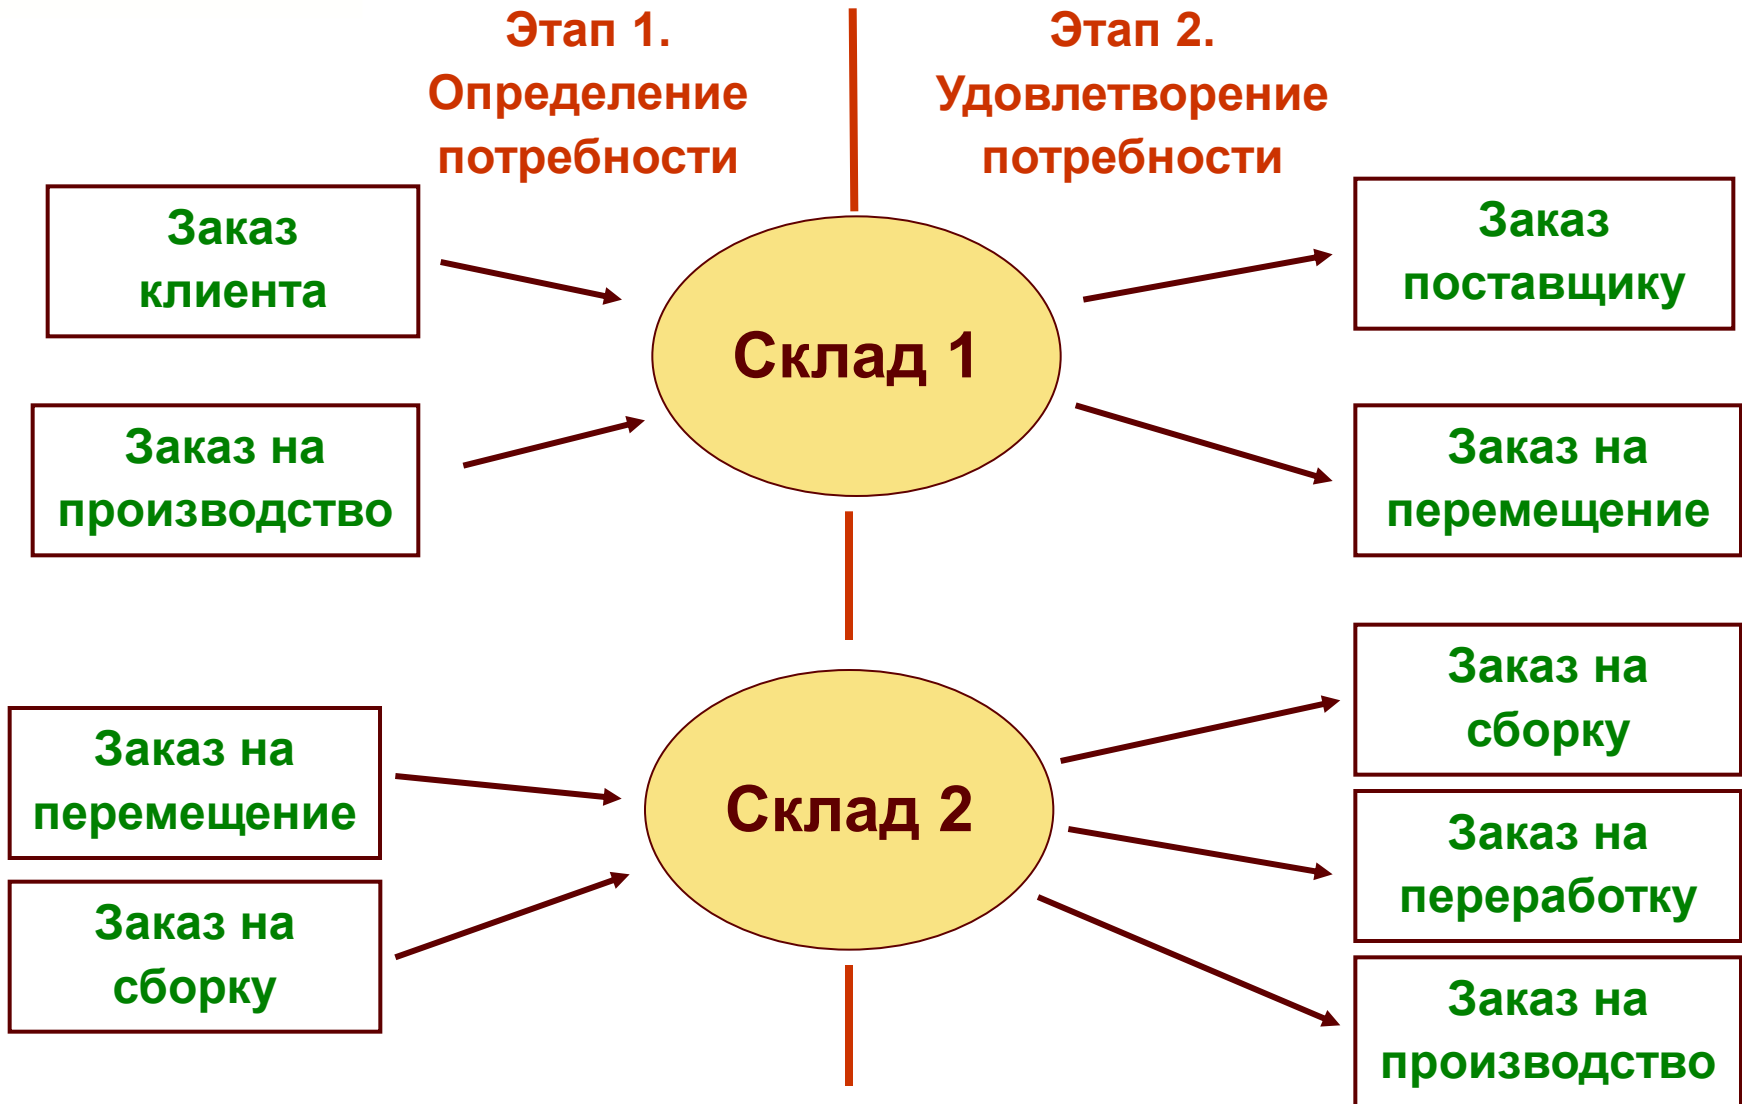 Этап 1.
Определение
потребности
Этап 2.
Удовлетворение
потребности
Заказ
клиента
Заказ на
производство
Склад 1
Заказ
поставщику
Заказ на
перемещение
Заказ на
перемещение
Заказ на
сборку
Склад 2
Заказ на
сборку
Заказ на
переработку
Заказ на
производство